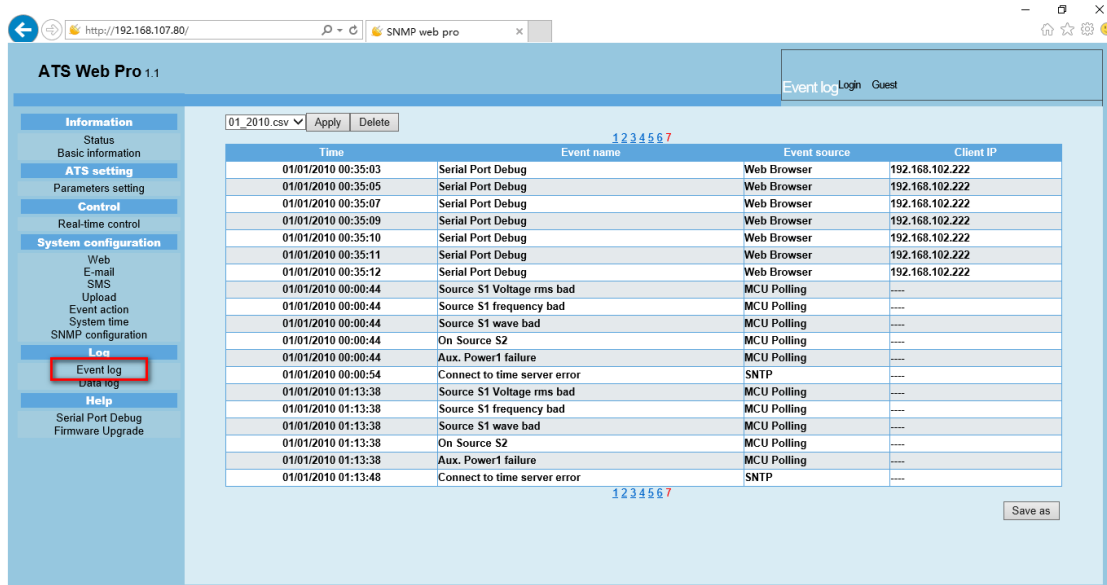 http://192.168.107.80/
SNMP web pro
ATS Web Pro 1.1
Event log Login Guest
Information
Status
Basic information
ATS setting
Parameters setting
Control
Real-time control
System configuration
Web
E-mail
SMS
Upload
Event action
System time
SNMP configuration
Log
Event log
Data log
Help
Serial Port Debug
Firmware Upgrade
01_2010.csv Apply Delete
1 2 3 4 5 6 7
Time Event name Event source Client IP
01/01/2010 00:35:03 Serial Port Debug Web Browser 192.168.102.222
01/01/2010 00:35:05 Serial Port Debug Web Browser 192.168.102.222
01/01/2010 00:35:07 Serial Port Debug Web Browser 192.168.102.222
01/01/2010 00:35:09 Serial Port Debug Web Browser 192.168.102.222
01/01/2010 00:35:10 Serial Port Debug Web Browser 192.168.102.222
01/01/2010 00:35:11 Serial Port Debug Web Browser 192.168.102.222
01/01/2010 00:35:12 Serial Port Debug Web Browser 192.168.102.222
01/01/2010 00:00:44 Source S1 Voltage rms bad MCU Polling ----
01/01/2010 00:00:44 Source S1 frequency bad MCU Polling ----
01/01/2010 00:00:44 Source S1 wave bad MCU Polling ----
01/01/2010 00:00:44 On Source S2 MCU Polling ----
01/01/2010 00:00:44 Aux. Power1 failure MCU Polling ----
01/01/2010 00:00:54 Connect to time server error SNTP ----
01/01/2010 01:13:38 Source S1 Voltage rms bad MCU Polling ----
01/01/2010 01:13:38 Source S1 frequency bad MCU Polling ----
01/01/2010 01:13:38 Source S1 wave bad MCU Polling ----
01/01/2010 01:13:38 On Source S2 MCU Polling ----
01/01/2010 01:13:38 Aux. Power1 failure MCU Polling ----
01/01/2010 01:13:48 Connect to time server error SNTP ----
1 2 3 4 5 6 7
Save as